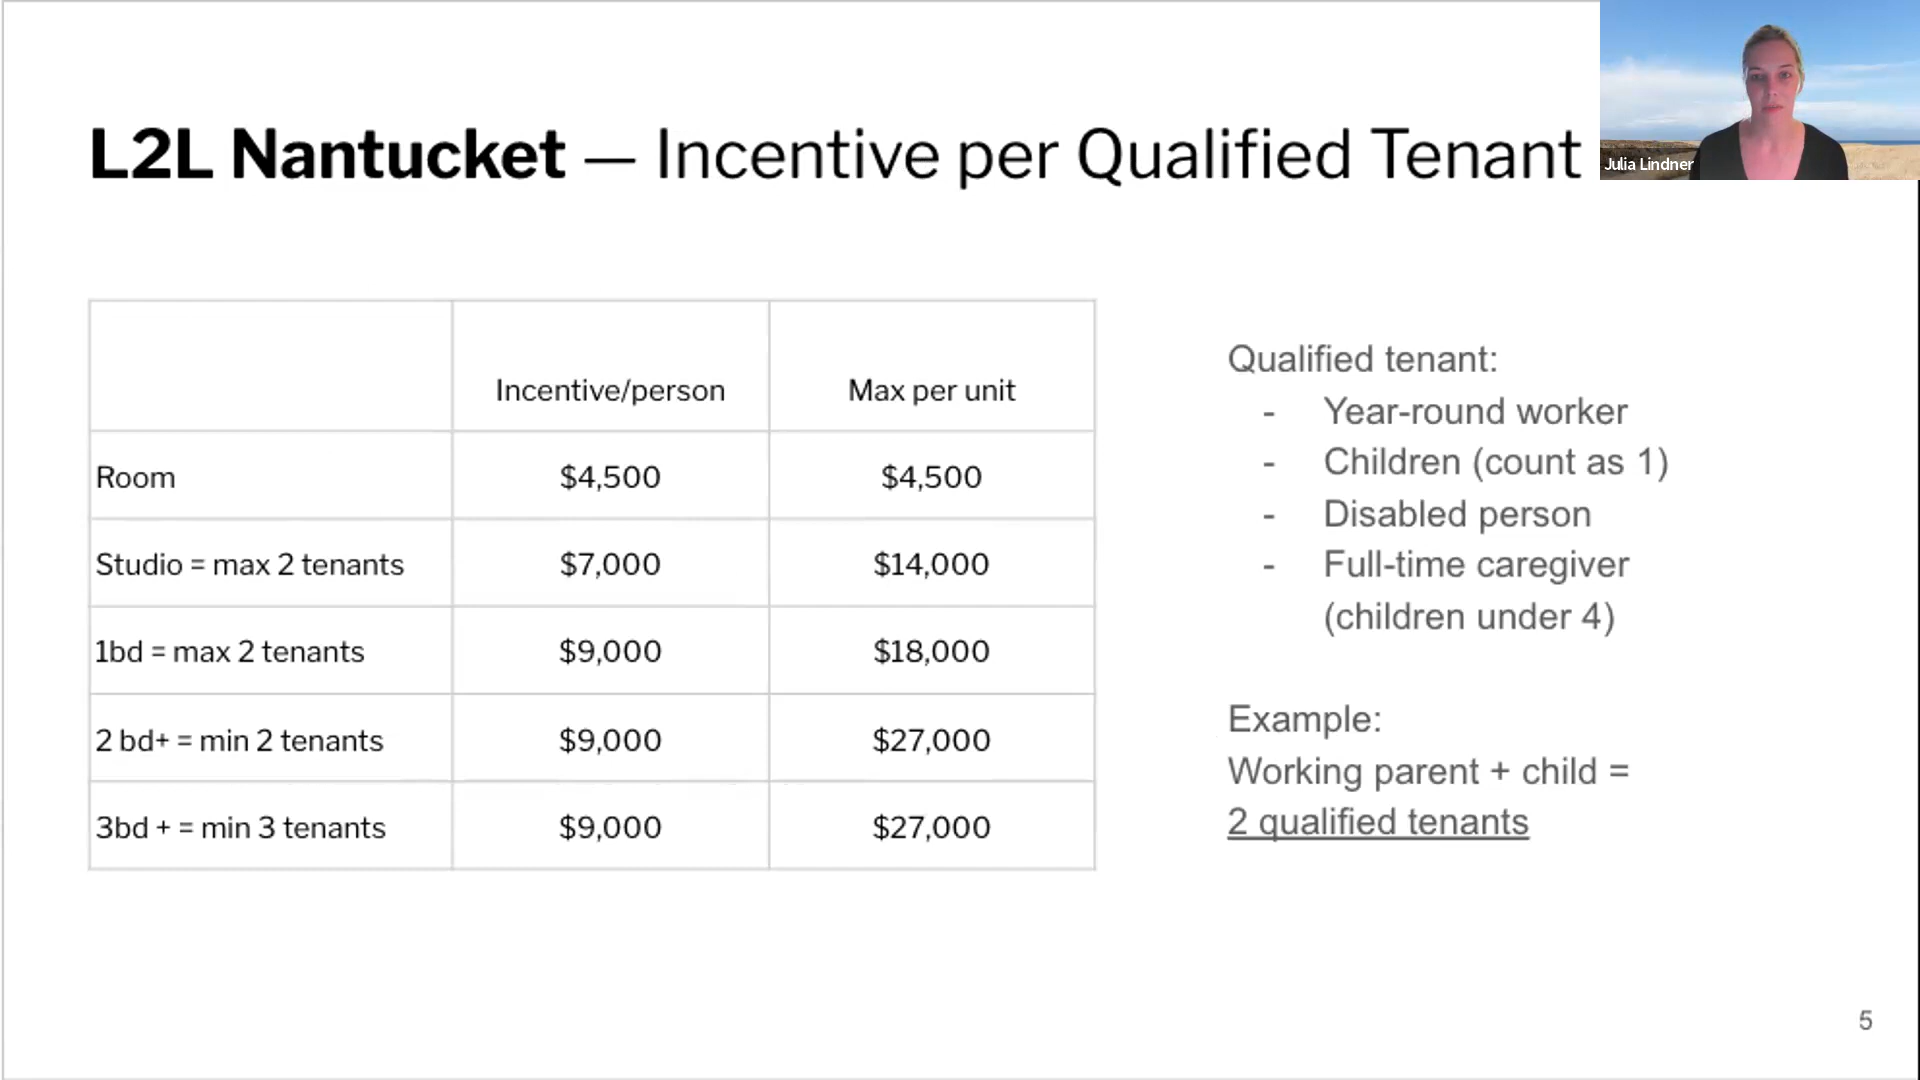 L2L Nantucket — Incentive per Qualified Tenant
Julia Lindner
Incentive/person Max per unit
Room $4,500 $4,500
Studio = max 2 tenants $7,000 $14,000
1bd = max 2 tenants $9,000 $18,000
2 bd+ = min 2 tenants $9,000 $27,000
3bd + = min 3 tenants $9,000 $27,000
Qualified tenant:
- Year-round worker
- Children (count as 1)
- Disabled person
- Full-time caregiver
(children under 4)
Example:
Working parent + child =
2 qualified tenants
5